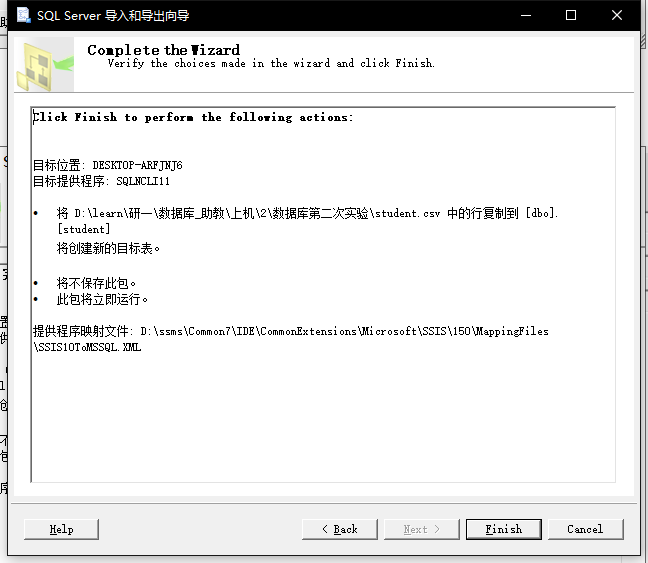 SQL Server 导入和导出向导
Complete the Wizard
Verify the choices made in the wizard and click Finish.
Click Finish to perform the following actions:
目标位置: DESKTOP-ARFJNJ6
目标提供程序: SQLNCLI11
• 将 D:\learn\研一\数据库_助教\上机\2\数据库第二次实验\student.csv 中的行复制到 [dbo].
[student]
将创建新的目标表。
• 将不保存此包。
• 此包将立即运行。
提供程序映射文件: D:\ssms\Common7\IDE\CommonExtensions\Microsoft\SSIS\150\MappingFiles
\SSIS10ToMSSQL.XML
Help
< Back
Next >
Finish
Cancel